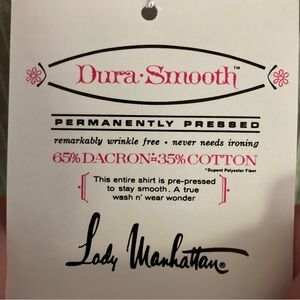 Dura·Smooth™
PERMANENTLY PRESSED
remarkably wrinkle free • never needs ironing
65% DACRON*35% COTTON
*Dupont Polyester Fiber
This entire shirt is pre-pressed
to stay smooth. A true
wash n' wear wonder
Lady Manhattan®